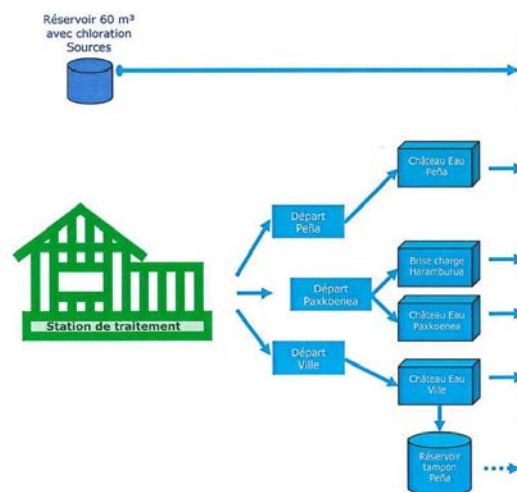 Réservoir 60 m³
avec chloration
Sources
Château Eau
Peña
Départ
Peña
Brise charge
Haramburua
Départ
Paxkoenea
Château Eau
Paxkoenea
Station de traitement
Départ
Ville
Château Eau
Ville
Réservoir
tampon
Peña